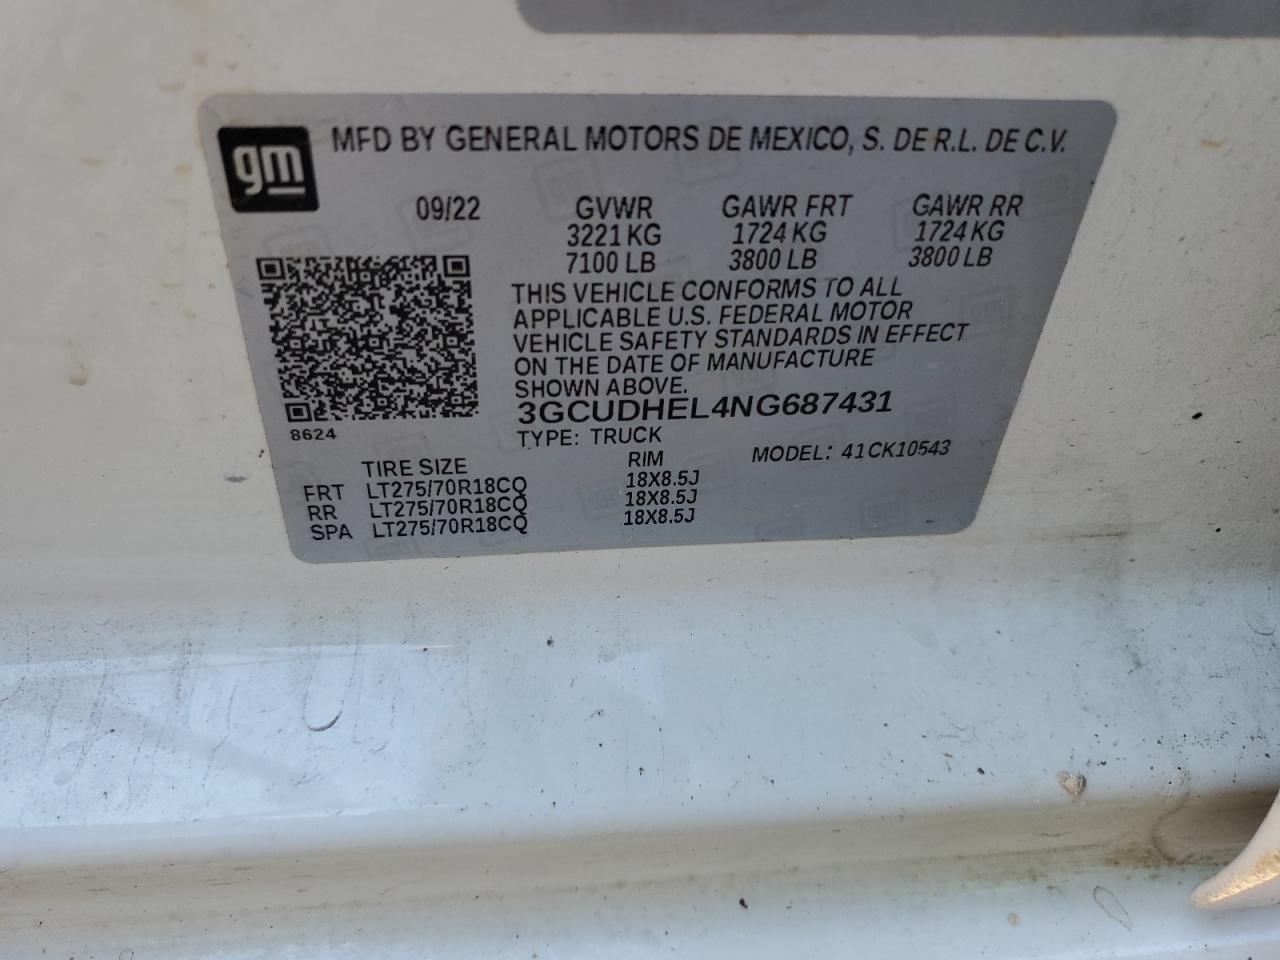 gm
MFD BY GENERAL MOTORS DE MEXICO, S. DE R.L. DE C.V.
09/22 GVWR GAWR FRT GAWR RR
3221 KG 1724 KG 1724 KG
7100 LB 3800 LB 3800 LB
THIS VEHICLE CONFORMS TO ALL
APPLICABLE U.S. FEDERAL MOTOR
VEHICLE SAFETY STANDARDS IN EFFECT
ON THE DATE OF MANUFACTURE
SHOWN ABOVE.
3GCUDHEL4NG687431
8624
TYPE: TRUCK
MODEL: 41CK10543
TIRE SIZE RIM
FRT LT275/70R18CQ 18X8.5J
RR LT275/70R18CQ 18X8.5J
SPA LT275/70R18CQ 18X8.5J